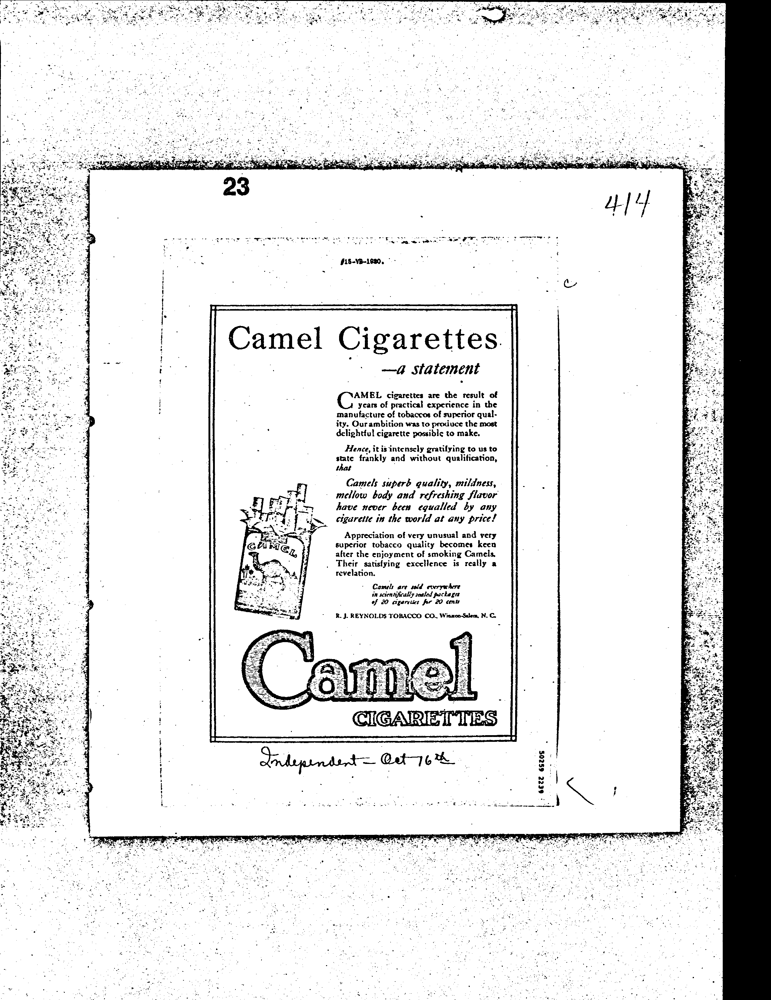 23
414
#15-YB-1920.
Camel Cigarettes
—a statement
CAMEL cigarettes are the result of
years of practical experience in the
manufacture of tobaccos of superior qual-
ity. Our ambition was to produce the most
delightful cigarette possible to make.
Hence, it is intensely gratifying to us to
state frankly and without qualification,
that
Camels superb quality, mildness,
mellow body and refreshing flavor
have never been equalled by any
cigarette in the world at any price!
Appreciation of very unusual and very
superior tobacco quality becomes keen
after the enjoyment of smoking Camels.
Their satisfying excellence is really a
revelation.
Camels are sold everywhere
in scientifically sealed packages
of 20 cigarettes for 20 cents
R. J. REYNOLDS TOBACCO CO., Winston-Salem, N. C.
CAMEL
Camel
CIGARETTES
Independent - Oct 16th
50259 2239